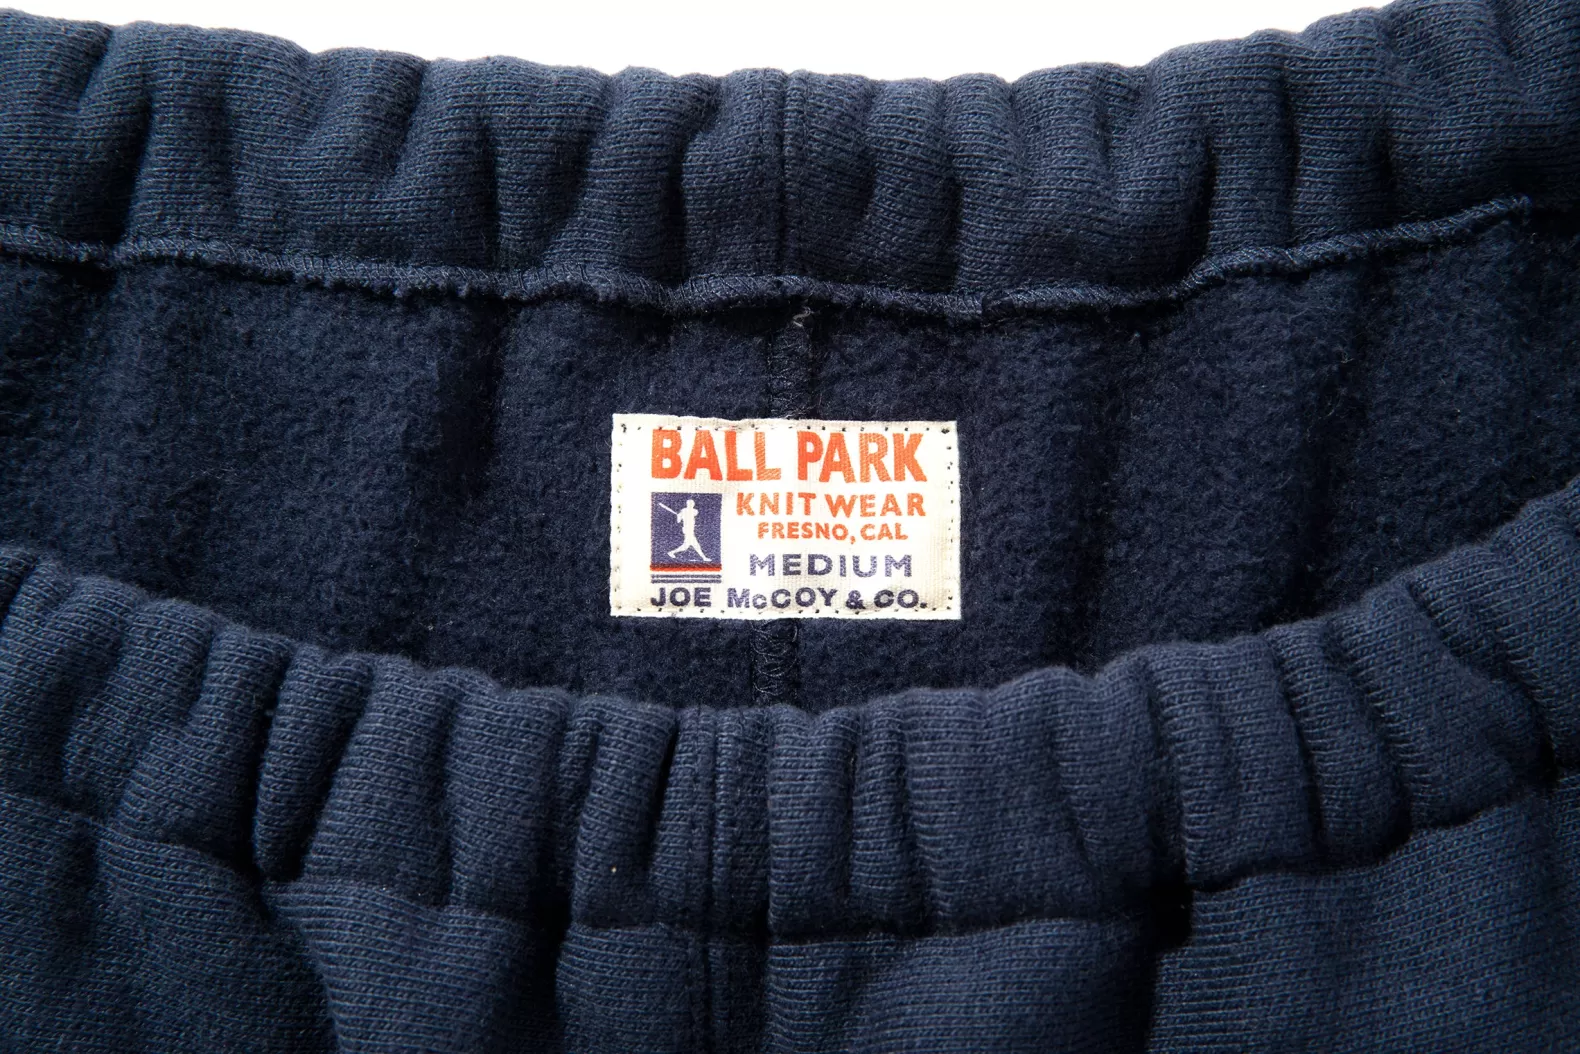 BALL PARK
KNIT WEAR
FRESNO, CAL
MEDIUM
JOE McCOY & CO.